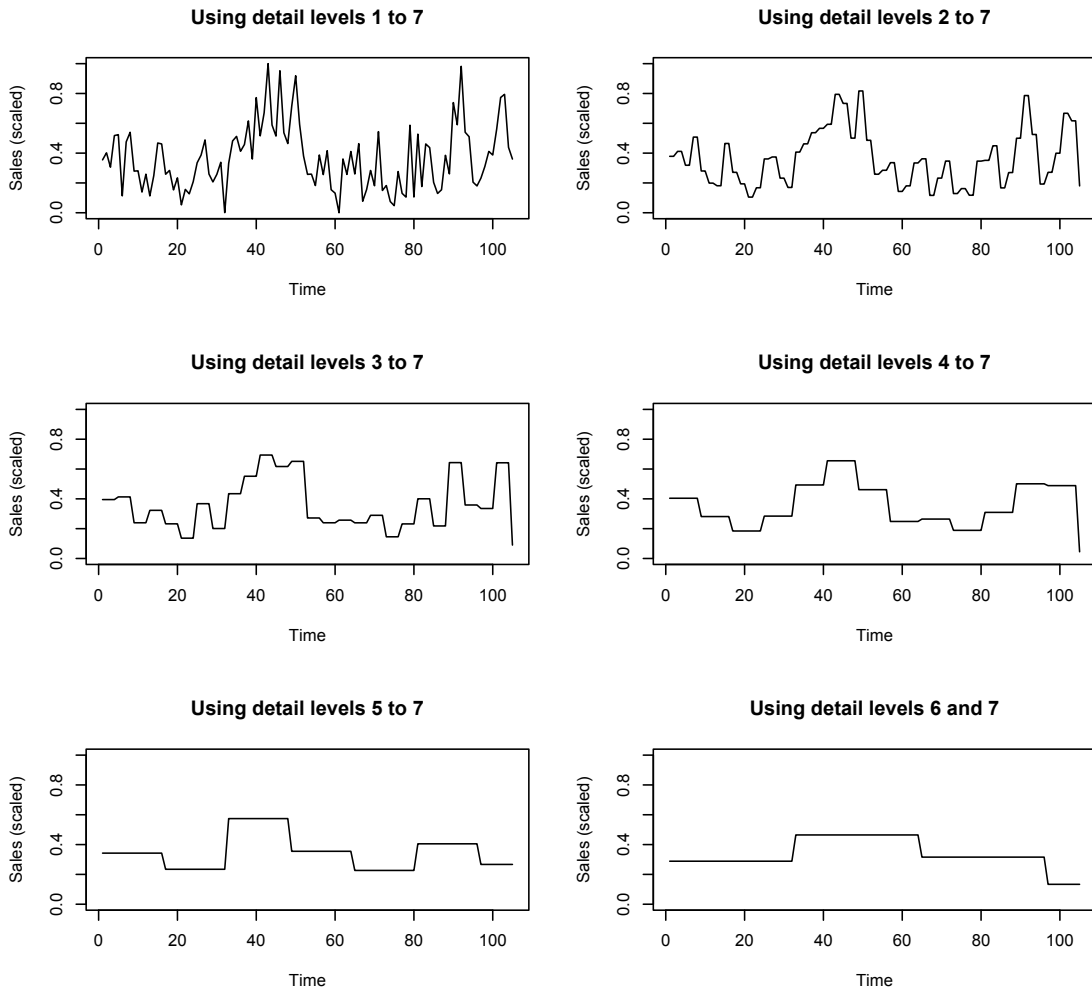 Using detail levels 1 to 7
Sales (scaled)
0.0 0.4 0.8
0 20 40 60 80 100
Time
Using detail levels 2 to 7
Sales (scaled)
0.0 0.4 0.8
0 20 40 60 80 100
Time
Using detail levels 3 to 7
Sales (scaled)
0.0 0.4 0.8
0 20 40 60 80 100
Time
Using detail levels 4 to 7
Sales (scaled)
0.0 0.4 0.8
0 20 40 60 80 100
Time
Using detail levels 5 to 7
Sales (scaled)
0.0 0.4 0.8
0 20 40 60 80 100
Time
Using detail levels 6 and 7
Sales (scaled)
0.0 0.4 0.8
0 20 40 60 80 100
Time